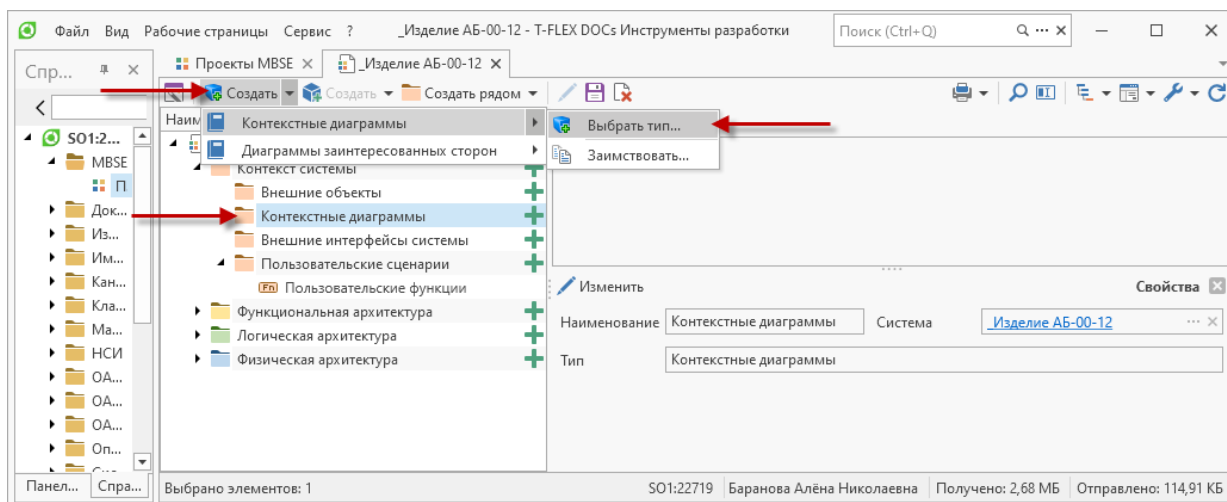 Файл Вид Рабочие страницы Сервис ? _Изделие АБ-00-12 - T-FLEX DOCs Инструменты разработки Поиск (Ctrl+Q)
Спр...
Проекты MBSE _Изделие АБ-00-12
Создать Создать Создать рядом
Наим
Контекстные диаграммы
Выбрать тип...
Диаграммы заинтересованных сторон
Заимствовать...
SO1:2...
MBSE
П
Док...
Из...
Им...
Кан...
Кла...
Ма...
НСИ
ОА...
ОА...
ОА...
Оп...
Контекст системы
Внешние объекты
Контекстные диаграммы
Внешние интерфейсы системы
Пользовательские сценарии
Fn Пользовательские функции
Функциональная архитектура
Логическая архитектура
Физическая архитектура
Изменить Свойства
Наименование Контекстные диаграммы Система _Изделие АБ-00-12
Тип Контекстные диаграммы
Панел... Спра...
Выбрано элементов: 1 SO1:22719 Баранова Алёна Николаевна Получено: 2,68 МБ Отправлено: 114,91 КБ